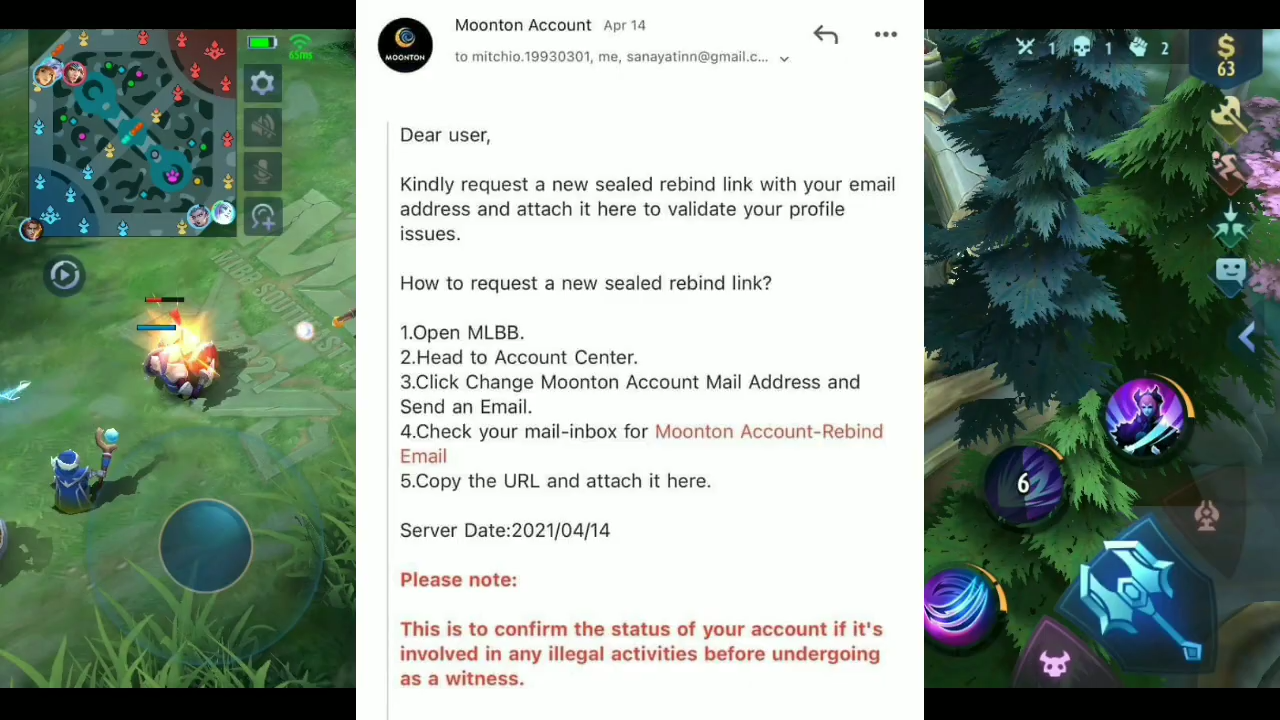 65ms
MLBB SOUTHEAST
2021
MOONTON
Moonton Account Apr 14
to mitchio.19930301, me, sanayatinn@gmail.c...
Dear user,
Kindly request a new sealed rebind link with your email
address and attach it here to validate your profile
issues.
How to request a new sealed rebind link?
1.Open MLBB.
2.Head to Account Center.
3.Click Change Moonton Account Mail Address and
Send an Email.
4.Check your mail-inbox for Moonton Account-Rebind
Email
5.Copy the URL and attach it here.
Server Date:2021/04/14
Please note:
This is to confirm the status of your account if it's
involved in any illegal activities before undergoing
as a witness.
1 1 2
$
63
6